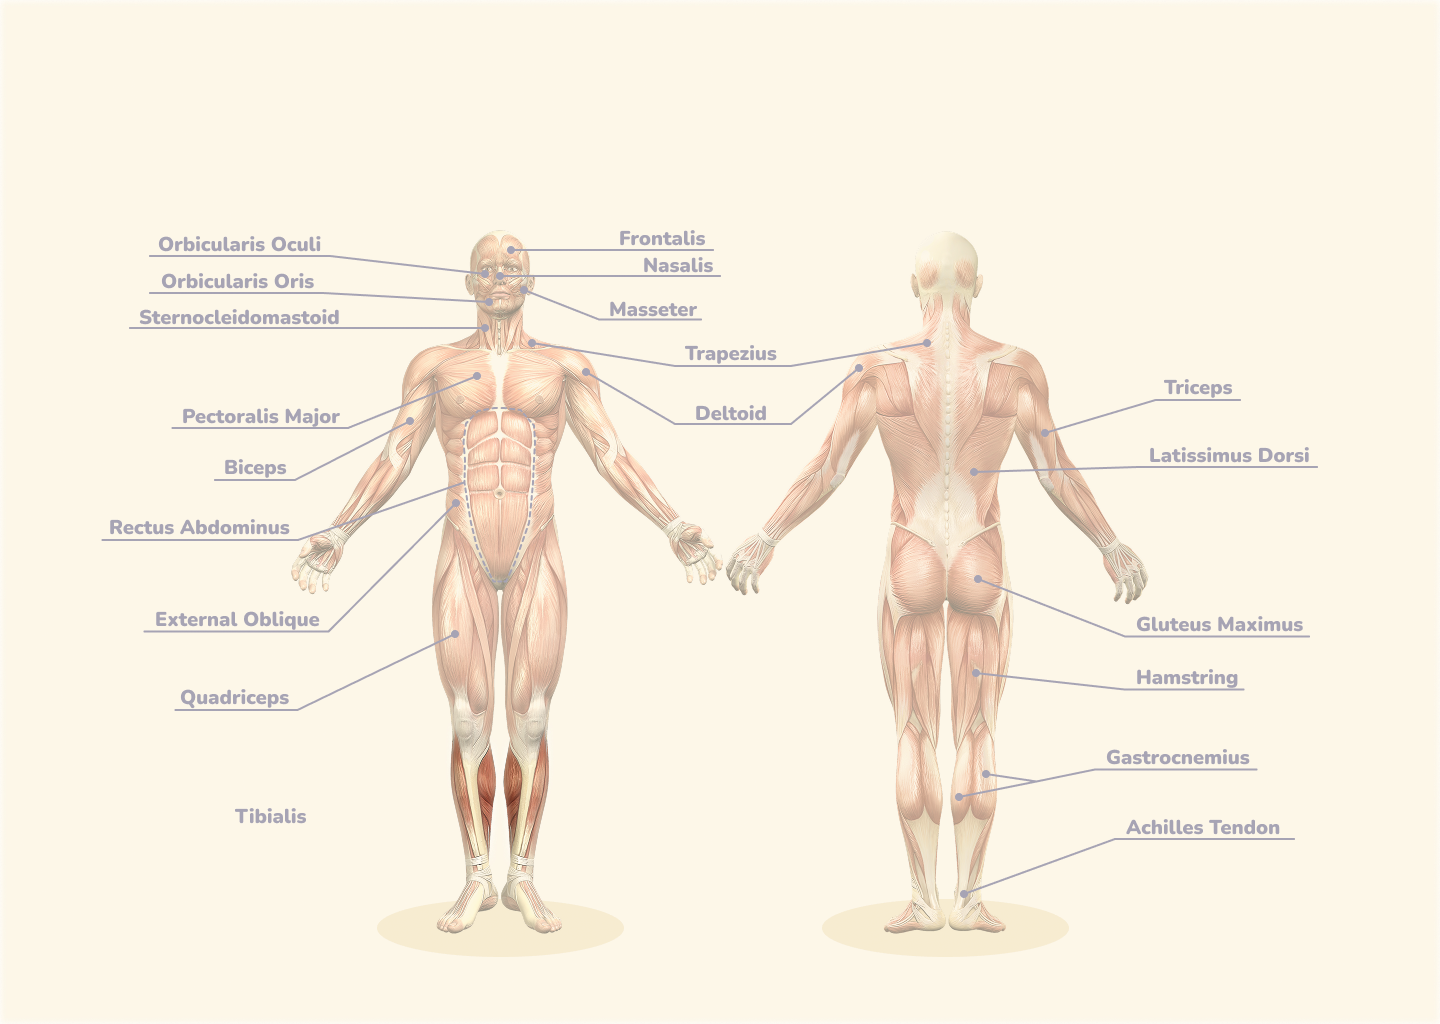 Orbicularis Oculi
Orbicularis Oris
Sternocleidomastoid
Pectoralis Major
Biceps
Rectus Abdominus
External Oblique
Quadriceps
Tibialis
Frontalis
Nasalis
Masseter
Trapezius
Deltoid
Triceps
Latissimus Dorsi
Gluteus Maximus
Hamstring
Gastrocnemius
Achilles Tendon